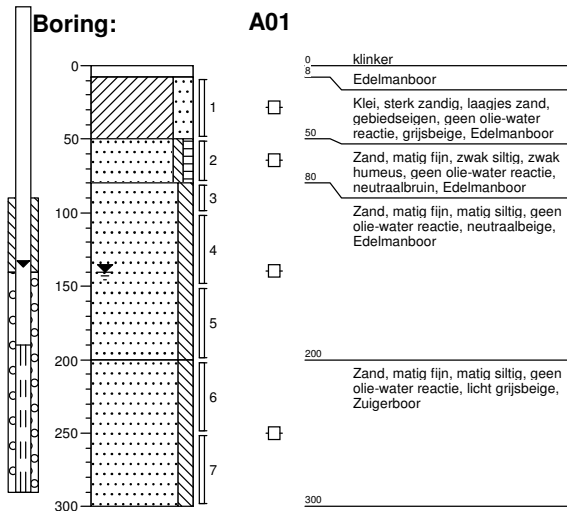 Boring: A01
0
50
100
150
200
250
300
1
2
3
4
5
6
7
0 klinker
8 Edelmanboor
Klei, sterk zandig, laagjes zand,
gebiedseigen, geen olie-water
reactie, grijsbeige, Edelmanboor
50
Zand, matig fijn, zwak siltig, zwak
humeus, geen olie-water reactie,
neutraalbruin, Edelmanboor
80
Zand, matig fijn, matig siltig, geen
olie-water reactie, neutraalbeige,
Edelmanboor
200
Zand, matig fijn, matig siltig, geen
olie-water reactie, licht grijsbeige,
Zuigerboor
300